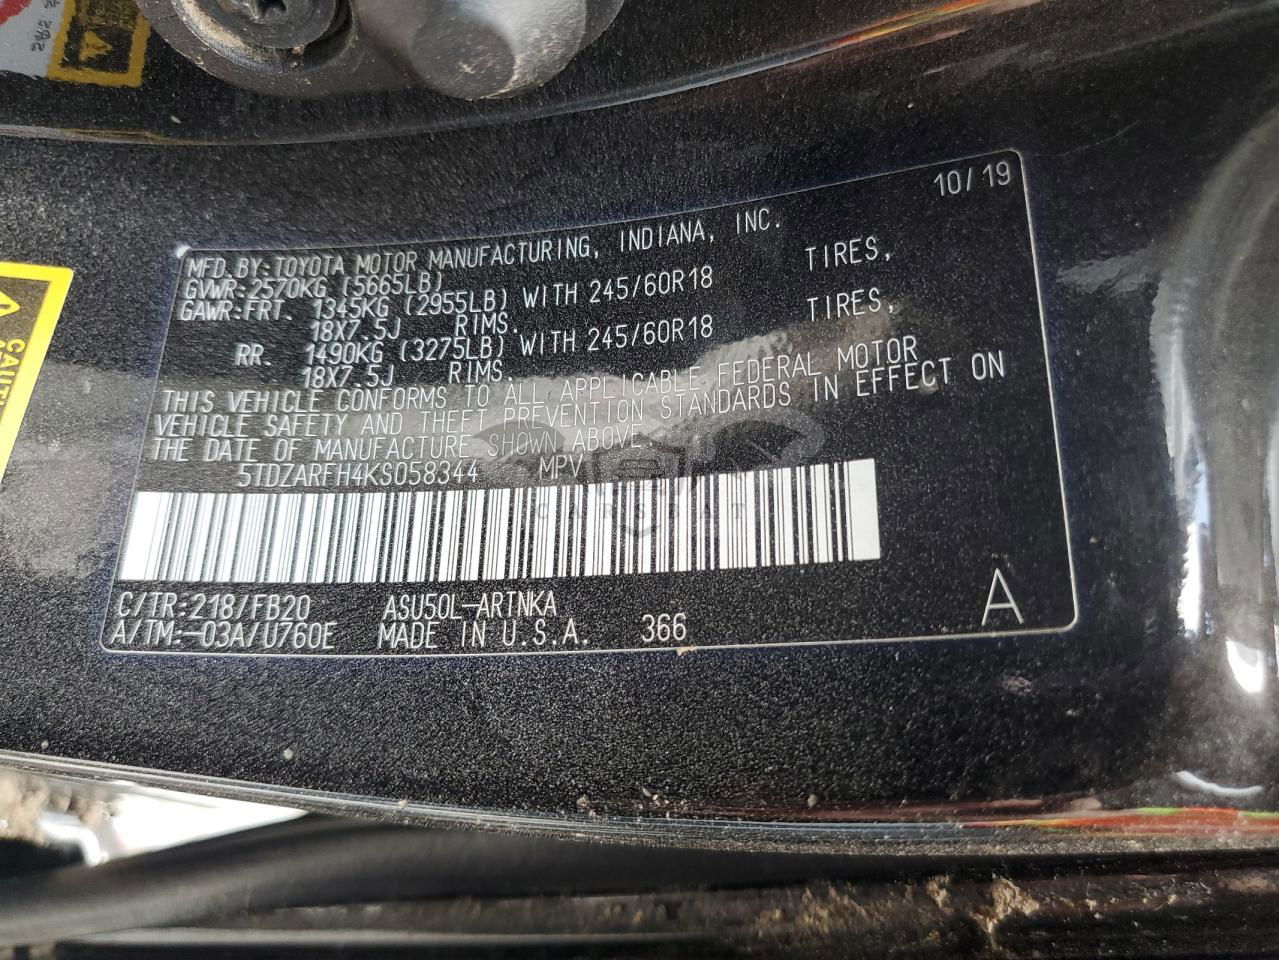 10/19
MFD.BY:TOYOTA MOTOR MANUFACTURING, INDIANA, INC.
GVWR:2570KG (5665LB)
GAWR:FRT. 1345KG (2955LB) WITH 245/60R18 TIRES,
18X7.5J RIMS.
RR. 1490KG (3275LB) WITH 245/60R18 TIRES,
18X7.5J RIMS.
THIS VEHICLE CONFORMS TO ALL APPLICABLE FEDERAL MOTOR
VEHICLE SAFETY AND THEFT PREVENTION STANDARDS IN EFFECT ON
THE DATE OF MANUFACTURE SHOWN ABOVE.
5TDZARFH4KS058344 MPV
C/TR:218/FB20 ASU50L-ARTNKA
A/TM:-03A/U760E MADE IN U.S.A. 366
A